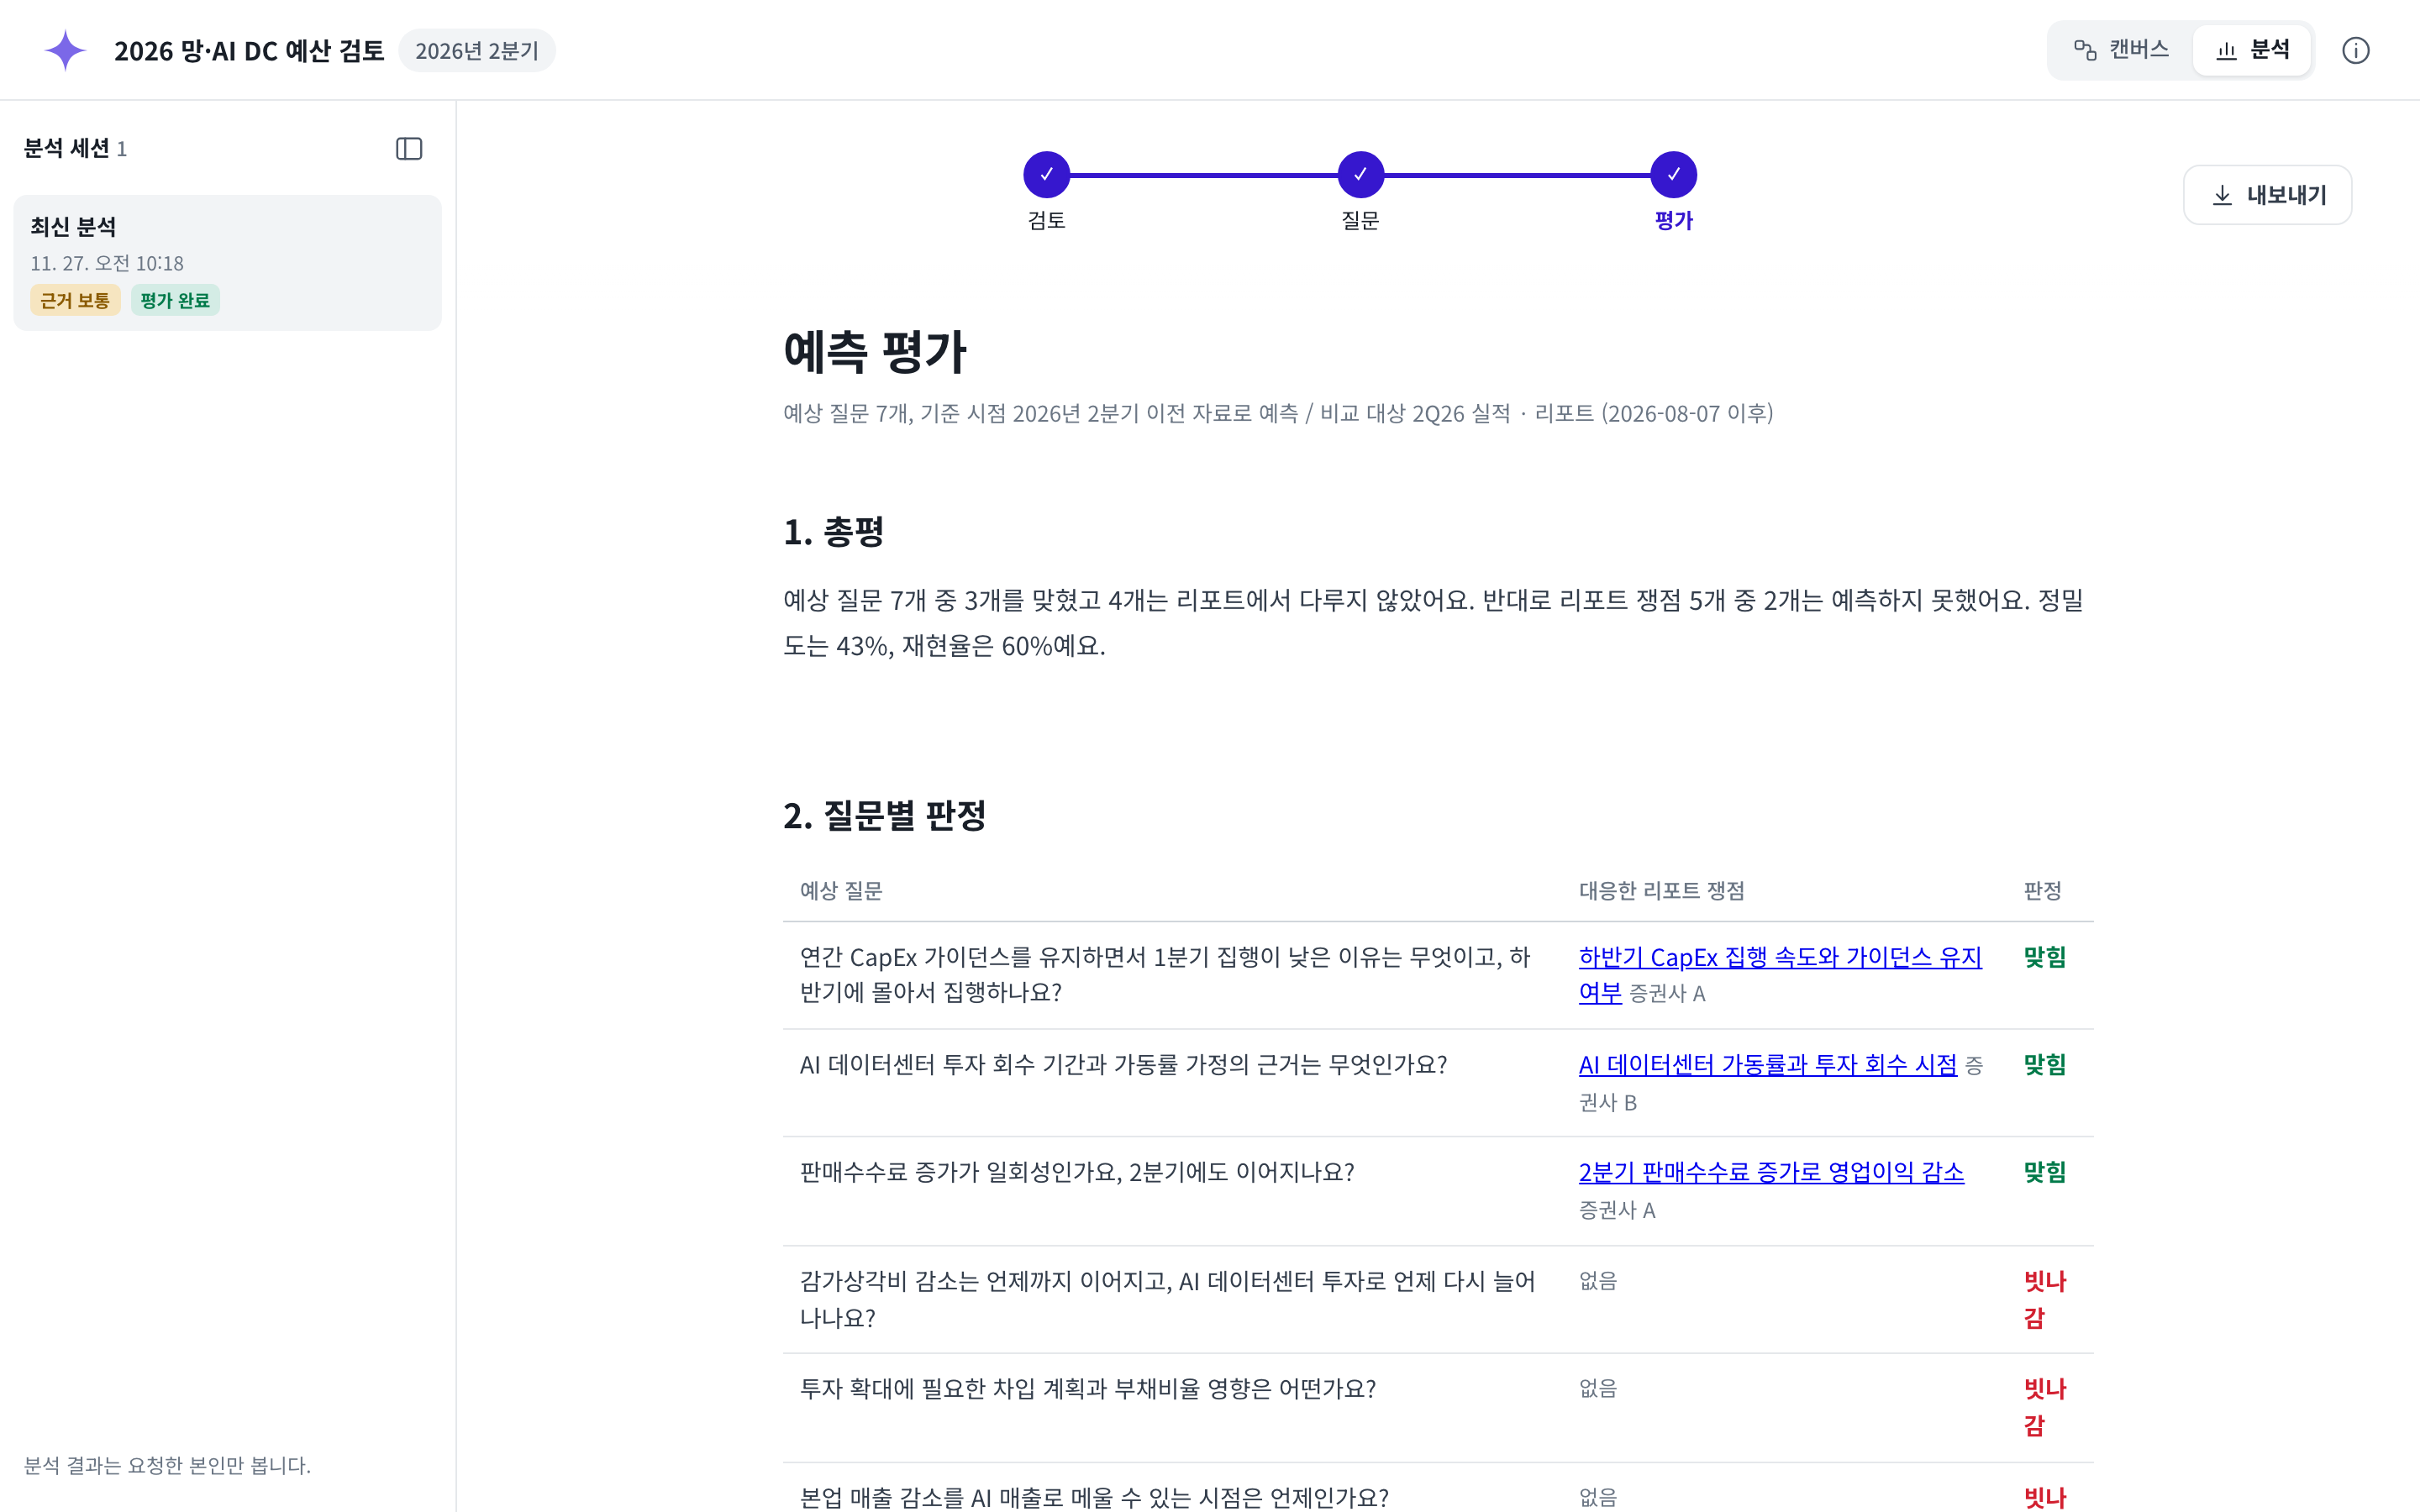 2026 망·AI DC 예산 검토
2026년 2분기
캔버스
분석
분석 세션 1
최신 분석
11. 27. 오전 10:18
근거 보통
평가 완료
분석 결과는 요청한 본인만 봅니다.
검토
질문
평가
내보내기
예측 평가
예상 질문 7개, 기준 시점 2026년 2분기 이전 자료로 예측 / 비교 대상 2Q26 실적 · 리포트 (2026-08-07 이후)
1. 총평
예상 질문 7개 중 3개를 맞혔고 4개는 리포트에서 다루지 않았어요. 반대로 리포트 쟁점 5개 중 2개는 예측하지 못했어요. 정밀
도는 43%, 재현율은 60%예요.
2. 질문별 판정
예상 질문
대응한 리포트 쟁점
판정
연간 CapEx 가이던스를 유지하면서 1분기 집행이 낮은 이유는 무엇이고, 하
반기에 몰아서 집행하나요?
하반기 CapEx 집행 속도와 가이던스 유지
여부 증권사 A
맞힘
AI 데이터센터 투자 회수 기간과 가동률 가정의 근거는 무엇인가요?
AI 데이터센터 가동률과 투자 회수 시점 증
권사 B
맞힘
판매수수료 증가가 일회성인가요, 2분기에도 이어지나요?
2분기 판매수수료 증가로 영업이익 감소
증권사 A
맞힘
감가상각비 감소는 언제까지 이어지고, AI 데이터센터 투자로 언제 다시 늘어
나나요?
없음
빗나
감
투자 확대에 필요한 차입 계획과 부채비율 영향은 어떤가요?
없음
빗나
감
본업 매출 감소를 AI 매출로 메울 수 있는 시점은 언제인가요?
없음
빗나